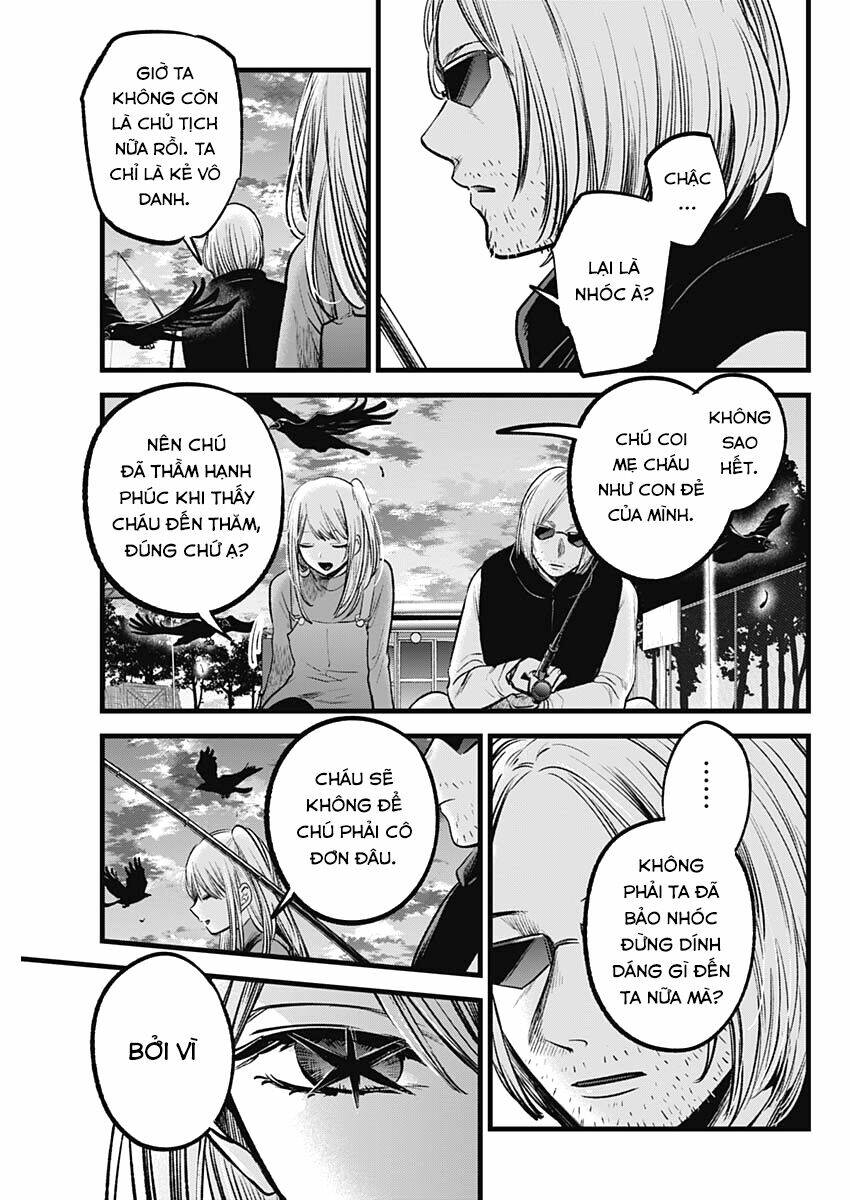 CHẬC
...
LẠI LÀ
NHÓC À?
GIỜ TA
KHÔNG CÒN
LÀ CHỦ TỊCH
NỮA RỒI. TA
CHỈ LÀ KẺ VÔ
DANH.
KHÔNG
SAO
HẾT.
CHÚ COI
MẸ CHÁU
NHƯ CON ĐẺ
CỦA MÌNH.
NÊN CHÚ
ĐÃ THẦM HẠNH
PHÚC KHI THẤY
CHÁU ĐẾN THĂM,
ĐÚNG CHỨ Ạ?
......
KHÔNG
PHẢI TA ĐÃ
BẢO NHÓC
ĐỪNG DÍNH
DÁNG GÌ ĐẾN
TA NỮA MÀ?
CHÁU SẼ
KHÔNG ĐỂ
CHÚ PHẢI CÔ
ĐƠN ĐÂU.
BỞI VÌ